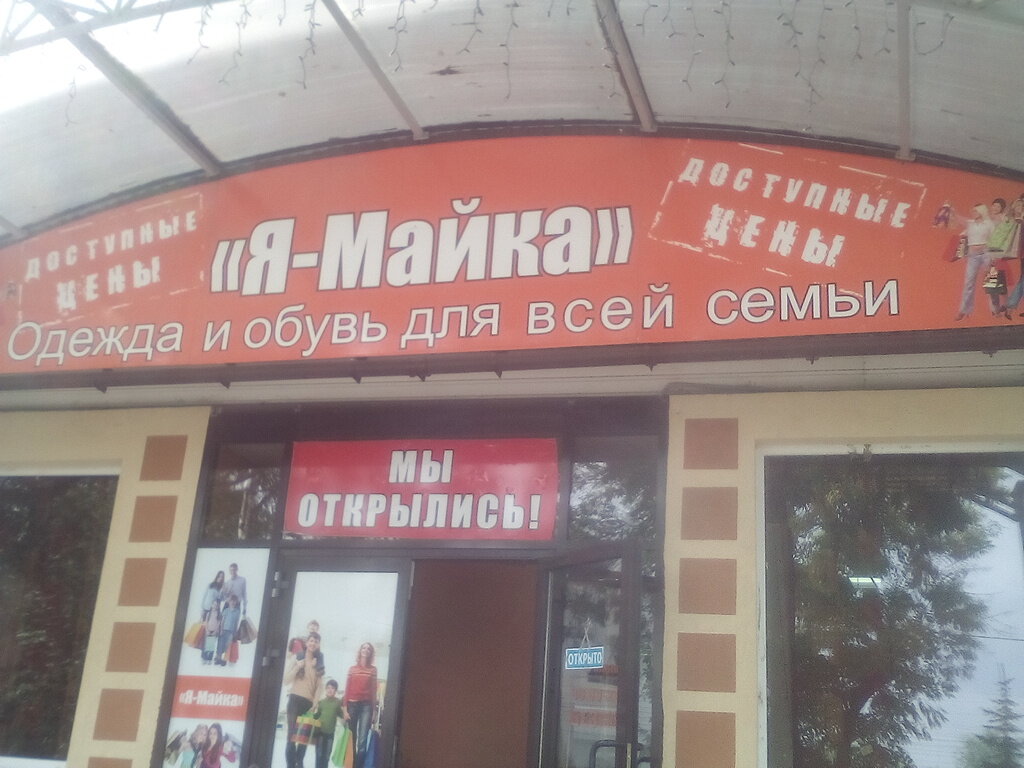 ДОСТУПНЫЕ
ЦЕНЫ
«Я-Майка»
ДОСТУПНЫЕ
ЦЕНЫ
Одежда и обувь для всей семьи
МЫ
ОТКРЫЛИСЬ!
ОТКРЫТО
«Я-Майка»